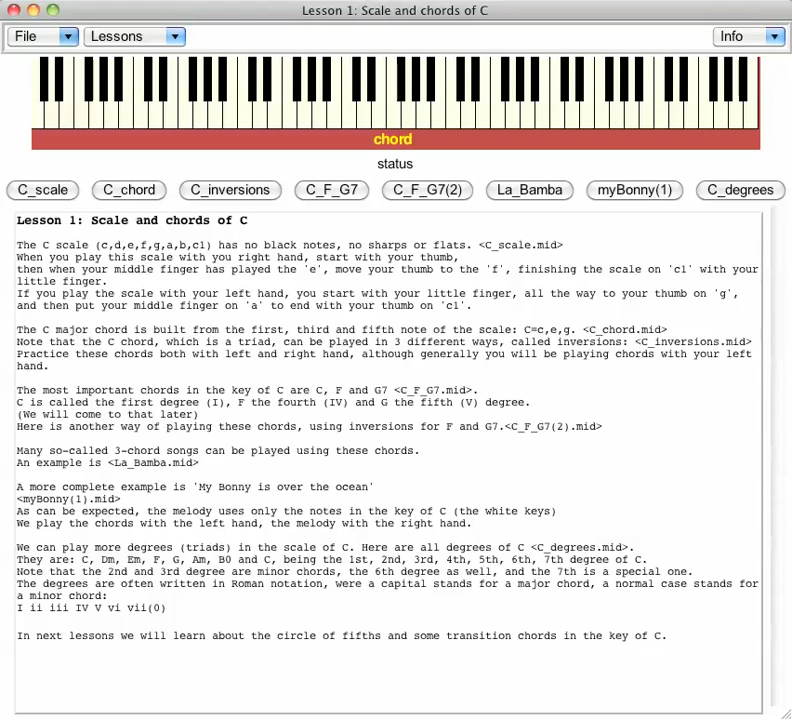 Lesson 1: Scale and chords of C
File Lessons Info
chord
status
C_scale C_chord C_inversions C_F_G7 C_F_G7(2) La_Bamba myBonny(1) C_degrees
Lesson 1: Scale and chords of C
The C scale (c,d,e,f,g,a,b,c1) has no black notes, no sharps or flats. <C_scale.mid>
When you play this scale with you right hand, start with your thumb,
then when your middle finger has played the 'e', move your thumb to the 'f', finishing the scale on 'c1' with your
little finger.
If you play the scale with your left hand, you start with your little finger, all the way to your thumb on 'g',
and then put your middle finger on 'a' to end with your thumb on 'c1'.
The C major chord is built from the first, third and fifth note of the scale: C=c,e,g. <C_chord.mid>
Note that the C chord, which is a triad, can be played in 3 different ways, called inversions: <C_inversions.mid>
Practice these chords both with left and right hand, although generally you will be playing chords with your left
hand.
The most important chords in the key of C are C, F and G7 <C_F_G7.mid>.
C is called the first degree (I), F the fourth (IV) and G the fifth (V) degree.
(We will come to that later)
Here is another way of playing these chords, using inversions for F and G7.<C_F_G7(2).mid>
Many so-called 3-chord songs can be played using these chords.
An example is <La_Bamba.mid>
A more complete example is 'My Bonny is over the ocean'
<myBonny(1).mid>
As can be expected, the melody uses only the notes in the key of C (the white keys)
We play the chords with the left hand, the melody with the right hand.
We can play more degrees (triads) in the scale of C. Here are all degrees of C <C_degrees.mid>.
They are: C, Dm, Em, F, G, Am, B0 and C, being the 1st, 2nd, 3rd, 4th, 5th, 6th, 7th degree of C.
Note that the 2nd and 3rd degree are minor chords, the 6th degree as well, and the 7th is a special one.
The degrees are often written in Roman notation, were a capital stands for a major chord, a normal case stands for
a minor chord:
I ii iii IV V vi vii(0)
In next lessons we will learn about the circle of fifths and some transition chords in the key of C.